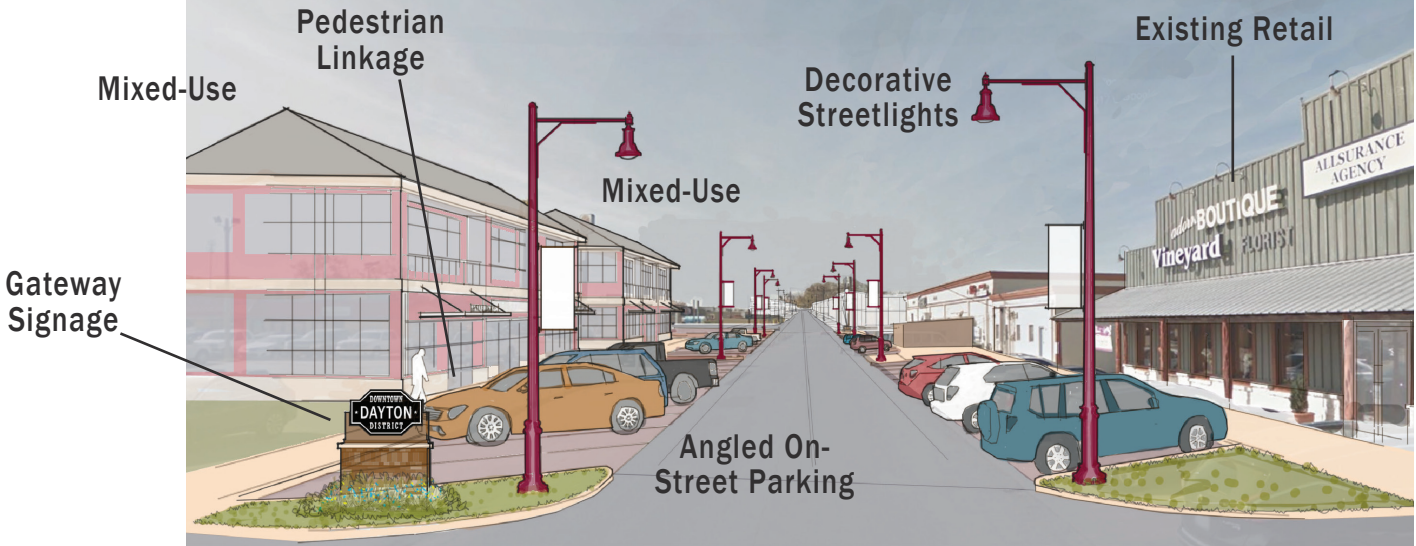 Pedestrian
Linkage
Existing Retail
Mixed-Use
Decorative
Streetlights
Mixed-Use
ALLSURANCE
AGENCY
BOUTIQUE
Vineyard FLORIST
Gateway
Signage
DOWNTOWN
DAYTON
DISTRICT
Angled On-
Street Parking